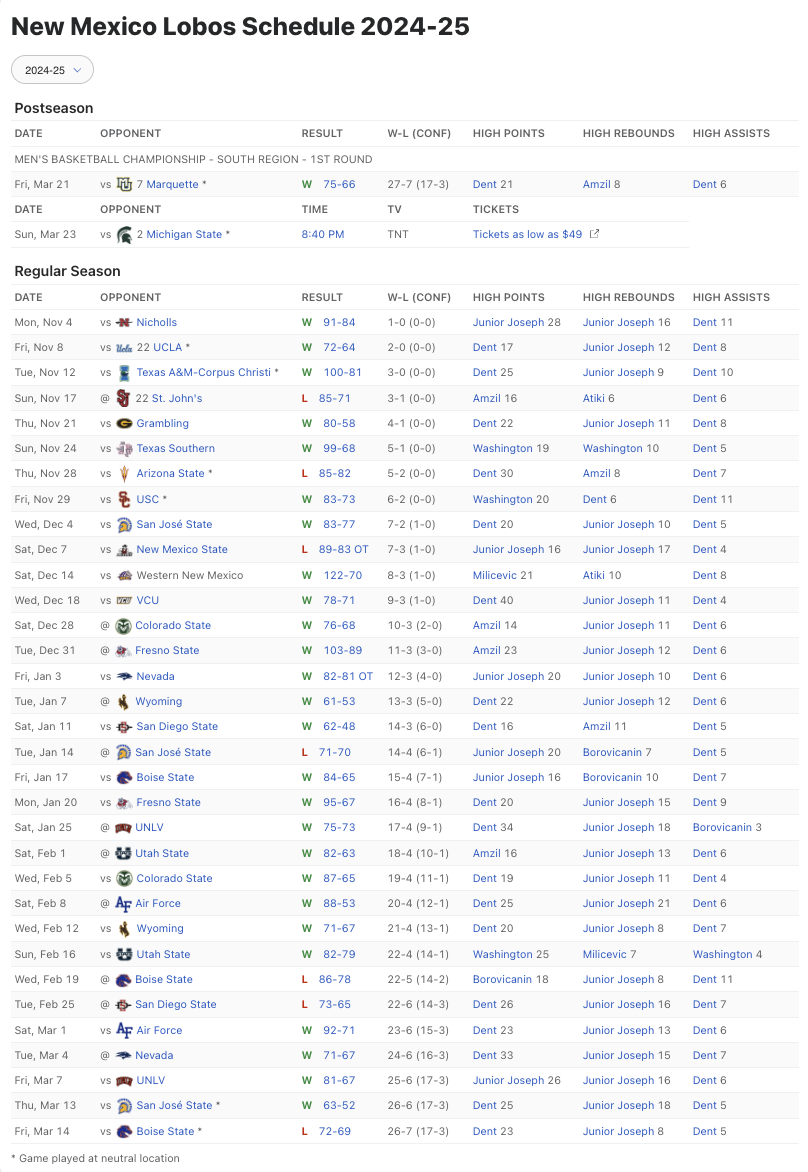 New Mexico Lobos Schedule 2024-25
2024-25
Postseason
DATE OPPONENT RESULT W-L (CONF) HIGH POINTS HIGH REBOUNDS HIGH ASSISTS
MEN'S BASKETBALL CHAMPIONSHIP - SOUTH REGION - 1ST ROUND
Fri, Mar 21 vs 7 Marquette * W 75-66 27-7 (17-3) Dent 21 Amzil 8 Dent 6
DATE OPPONENT TIME TV TICKETS
Sun, Mar 23 vs 2 Michigan State * 8:40 PM TNT Tickets as low as $49
Regular Season
DATE OPPONENT RESULT W-L (CONF) HIGH POINTS HIGH REBOUNDS HIGH ASSISTS
Mon, Nov 4 vs Nicholls W 91-84 1-0 (0-0) Junior Joseph 28 Junior Joseph 16 Dent 11
Fri, Nov 8 vs 22 UCLA * W 72-64 2-0 (0-0) Dent 17 Junior Joseph 12 Dent 8
Tue, Nov 12 vs Texas A&M-Corpus Christi * W 100-81 3-0 (0-0) Dent 25 Junior Joseph 9 Dent 10
Sun, Nov 17 @ 22 St. John's L 85-71 3-1 (0-0) Amzil 16 Atiki 6 Dent 6
Thu, Nov 21 vs Grambling W 80-58 4-1 (0-0) Dent 22 Junior Joseph 11 Dent 8
Sun, Nov 24 vs Texas Southern W 99-68 5-1 (0-0) Washington 19 Washington 10 Dent 5
Thu, Nov 28 vs Arizona State * L 85-82 5-2 (0-0) Dent 30 Amzil 8 Dent 7
Fri, Nov 29 vs USC * W 83-73 6-2 (0-0) Washington 20 Dent 6 Dent 11
Wed, Dec 4 vs San José State W 83-77 7-2 (1-0) Dent 20 Junior Joseph 10 Dent 5
Sat, Dec 7 vs New Mexico State L 89-83 OT 7-3 (1-0) Junior Joseph 16 Junior Joseph 17 Dent 4
Sat, Dec 14 vs Western New Mexico W 122-70 8-3 (1-0) Milicevic 21 Atiki 10 Dent 8
Wed, Dec 18 vs VCU W 78-71 9-3 (1-0) Dent 40 Junior Joseph 11 Dent 4
Sat, Dec 28 @ Colorado State W 76-68 10-3 (2-0) Amzil 14 Junior Joseph 11 Dent 6
Tue, Dec 31 @ Fresno State W 103-89 11-3 (3-0) Amzil 23 Junior Joseph 12 Dent 6
Fri, Jan 3 vs Nevada W 82-81 OT 12-3 (4-0) Junior Joseph 20 Junior Joseph 10 Dent 6
Tue, Jan 7 @ Wyoming W 61-53 13-3 (5-0) Dent 22 Junior Joseph 12 Dent 6
Sat, Jan 11 vs San Diego State W 62-48 14-3 (6-0) Dent 16 Amzil 11 Dent 5
Tue, Jan 14 @ San José State L 71-70 14-4 (6-1) Junior Joseph 20 Borovicanin 7 Dent 5
Fri, Jan 17 vs Boise State W 84-65 15-4 (7-1) Junior Joseph 16 Borovicanin 10 Dent 7
Mon, Jan 20 vs Fresno State W 95-67 16-4 (8-1) Dent 20 Junior Joseph 15 Dent 9
Sat, Jan 25 @ UNLV W 75-73 17-4 (9-1) Dent 34 Junior Joseph 18 Borovicanin 3
Sat, Feb 1 @ Utah State W 82-63 18-4 (10-1) Amzil 16 Junior Joseph 13 Dent 6
Wed, Feb 5 vs Colorado State W 87-65 19-4 (11-1) Dent 19 Junior Joseph 11 Dent 4
Sat, Feb 8 @ Air Force W 88-53 20-4 (12-1) Dent 25 Junior Joseph 21 Dent 6
Wed, Feb 12 vs Wyoming W 71-67 21-4 (13-1) Dent 20 Junior Joseph 8 Dent 7
Sun, Feb 16 vs Utah State W 82-79 22-4 (14-1) Washington 25 Milicevic 7 Washington 4
Wed, Feb 19 @ Boise State L 86-78 22-5 (14-2) Borovicanin 18 Junior Joseph 8 Dent 11
Tue, Feb 25 @ San Diego State L 73-65 22-6 (14-3) Dent 26 Junior Joseph 16 Dent 7
Sat, Mar 1 vs Air Force W 92-71 23-6 (15-3) Dent 23 Junior Joseph 13 Dent 6
Tue, Mar 4 @ Nevada W 71-67 24-6 (16-3) Dent 33 Junior Joseph 15 Dent 7
Fri, Mar 7 vs UNLV W 81-67 25-6 (17-3) Junior Joseph 26 Junior Joseph 16 Dent 6
Thu, Mar 13 vs San José State * W 63-52 26-6 (17-3) Dent 25 Junior Joseph 18 Dent 5
Fri, Mar 14 vs Boise State * L 72-69 26-7 (17-3) Dent 23 Junior Joseph 8 Dent 5
* Game played at neutral location